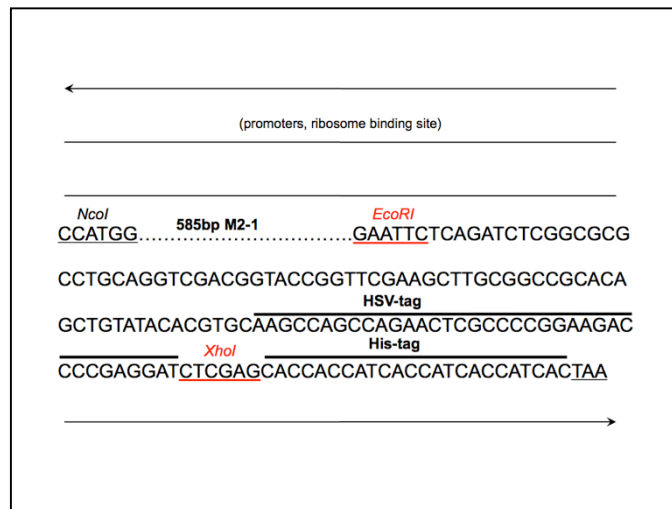 (promoters, ribosome binding site)
NcoI 585bp M2-1 EcoRI
CCATGG......................................GAATTCTCAGATCTCGGCGCG
CCTGCAGGTCGACGGTACCGGTTCGAAGCTTGCGGCCGCACA
HSV-tag
GCTGTATACACGTGCAAGCCAGCCAGAACTCGCCCCGGAAGAC
XhoI His-tag
CCCGAGGATCTCGAGCACCACCATCACCATCACCATCACTAA